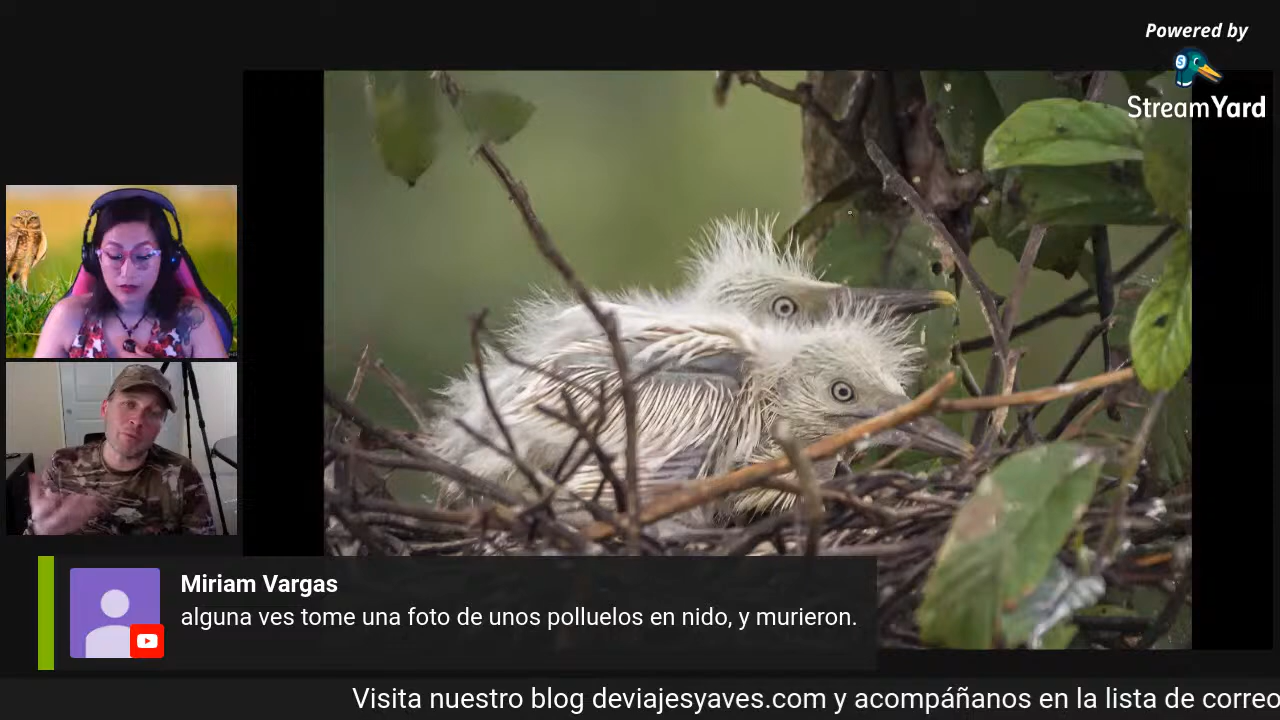 Powered by
StreamYard
Miriam Vargas
alguna ves tome una foto de unos polluelos en nido, y murieron.
Visita nuestro blog deviajesyaves.com y acompáñanos en la lista de correo